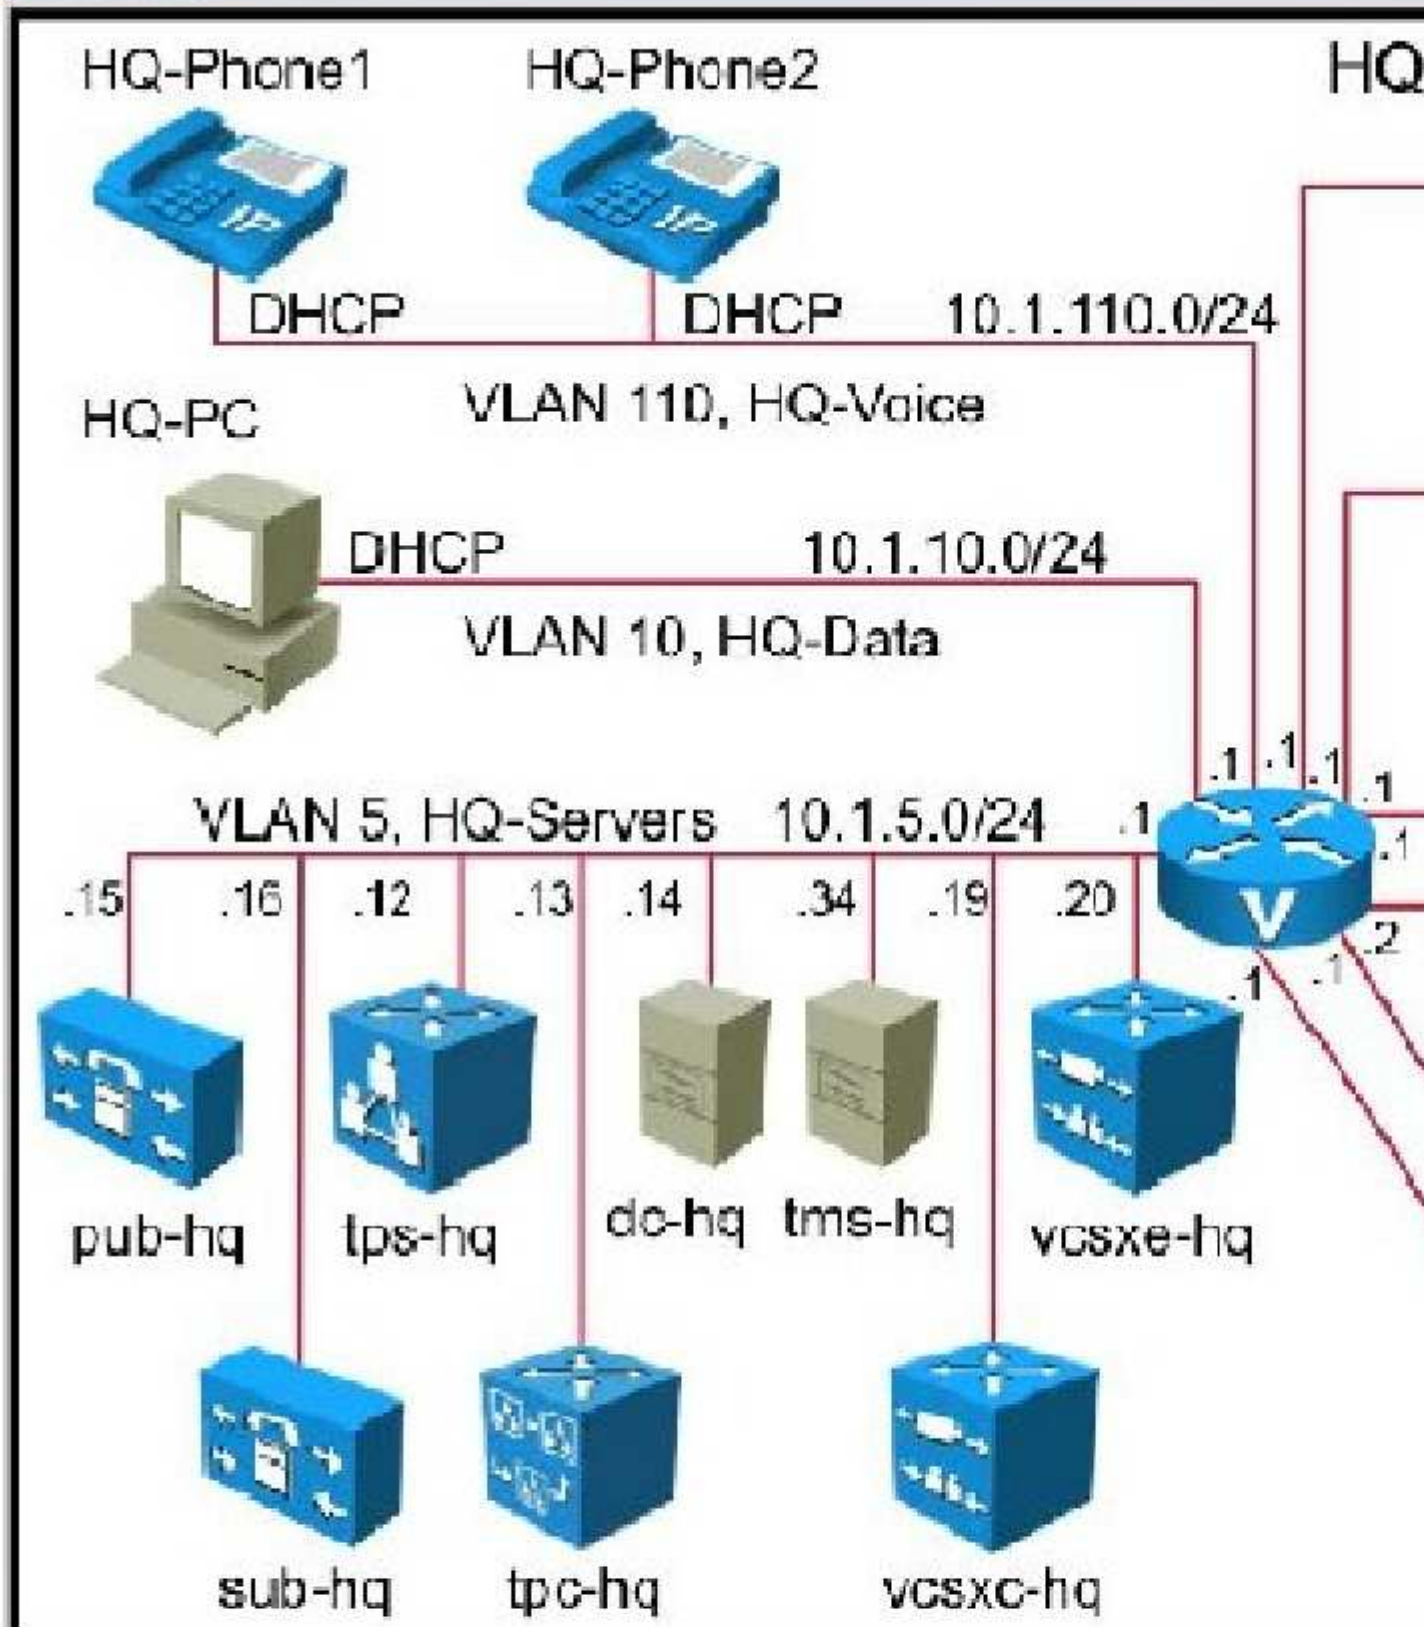 HQ-Phone1 HQ-Phone2 HQ
IP IP
DHCP DHCP 10.1.110.0/24
VLAN 110, HQ-Voice
HQ-PC
DHCP 10.1.10.0/24
VLAN 10, HQ-Data
.1 .1 .1 .1
VLAN 5, HQ-Servers 10.1.5.0/24 .1
.1
.15 .16 .12 .13 .14 .34 .19 .20 V
.2
.1 .1
pub-hq tps-hq dc-hq tms-hq vcsxe-hq
sub-hq tpc-hq vcsxc-hq